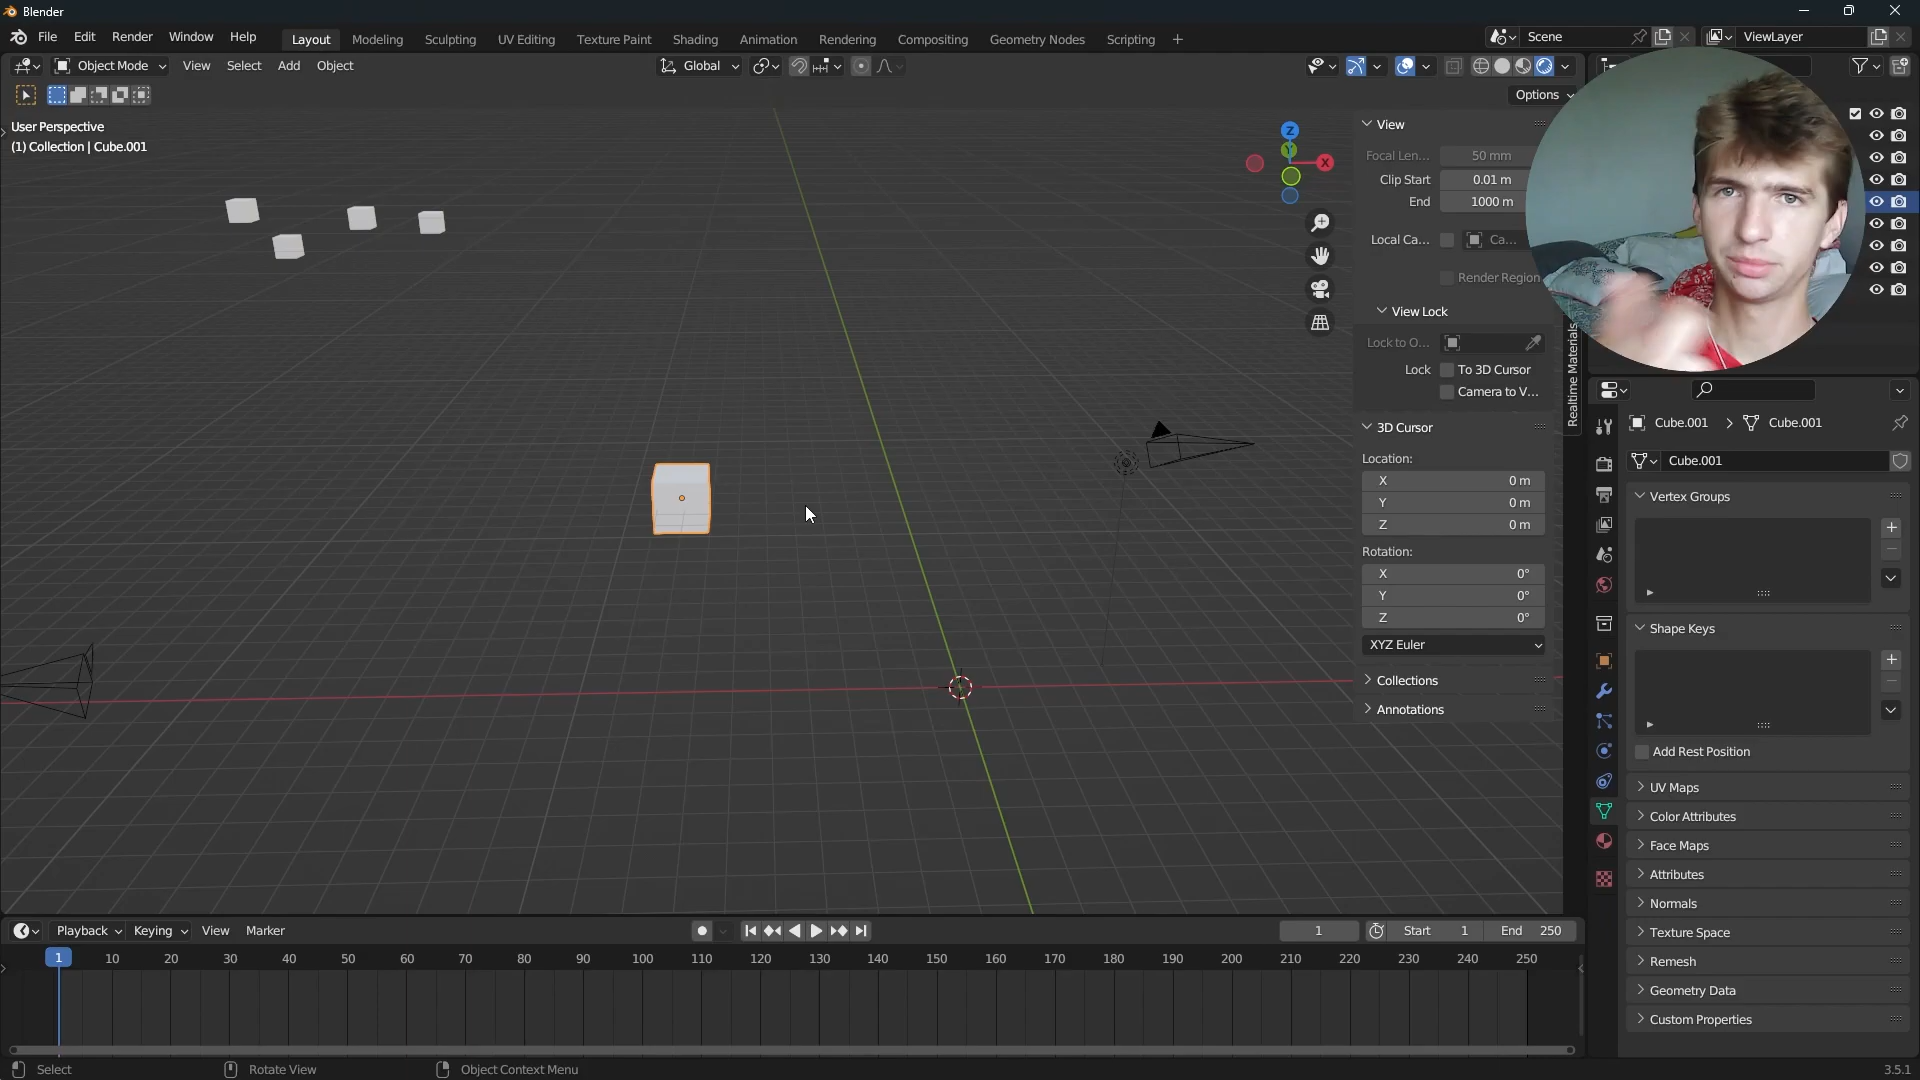 Blender
File Edit Render Window Help Layout Modeling Sculpting UV Editing Texture Paint Shading Animation Rendering Compositing Geometry Nodes Scripting + Scene ViewLayer
Object Mode View Select Add Object Global
Options
User Perspective
(1) Collection | Cube.001
Z
Y
X
View
Focal Len... 50 mm
Clip Start 0.01 m
End 1000 m
Local Ca... Ca...
Render Region
View Lock
Lock to O...
Lock To 3D Cursor
Camera to V...
3D Cursor
Location:
X 0 m
Y 0 m
Z 0 m
Rotation:
X 0°
Y 0°
Z 0°
XYZ Euler
Collections
Annotations
Realtime Materials
Cube.001 > Cube.001
Cube.001
Vertex Groups
Shape Keys
Add Rest Position
UV Maps
Color Attributes
Face Maps
Attributes
Normals
Texture Space
Remesh
Geometry Data
Custom Properties
Playback Keying View Marker 1 Start 1 End 250
1 10 20 30 40 50 60 70 80 90 100 110 120 130 140 150 160 170 180 190 200 210 220 230 240 250
Select Rotate View Object Context Menu 3.5.1